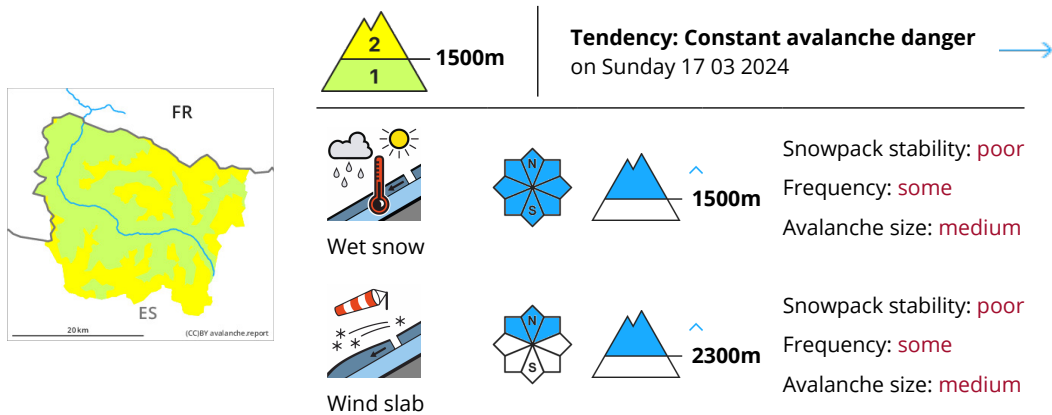 2
1
1500m
Tendency: Constant avalanche danger
on Sunday 17 03 2024
FR
ES
20 km
(CC)BY avalanche.report
N
S
1500m
Wet snow
Snowpack stability: poor
Frequency: some
Avalanche size: medium
N
S
2300m
Wind slab
Snowpack stability: poor
Frequency: some
Avalanche size: medium